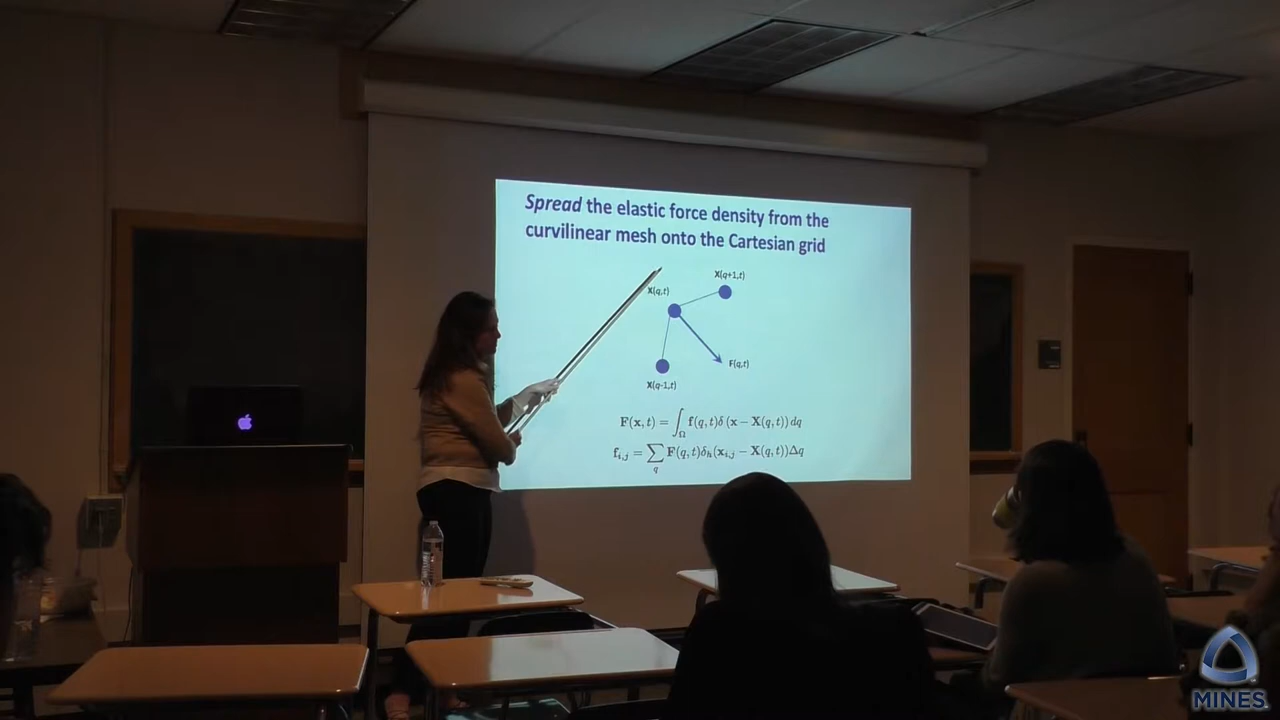 Spread the elastic force density from the
curvilinear mesh onto the Cartesian grid
X(q+1,t)
X(q,t)
F(q,t)
X(q-1,t)
F(x, t) = ∫_Ω f(q, t)δ (x − X(q, t)) dq
f_{i,j} = ∑_q F(q, t)δ_h(x_{i,j} − X(q, t))Δq
MINES